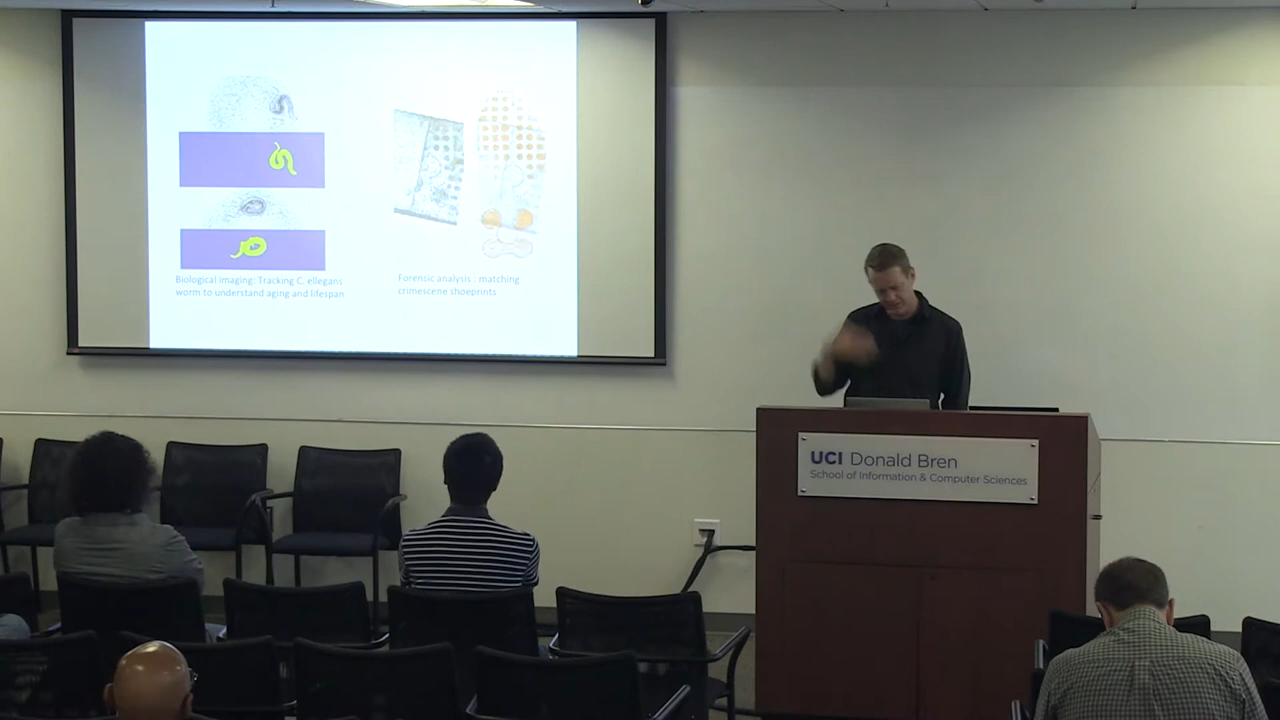 Biological imaging: Tracking C. ellegans
worm to understand aging and lifespan
Forensic analysis : matching
crimescene shoeprints
UCI Donald Bren
School of Information & Computer Sciences